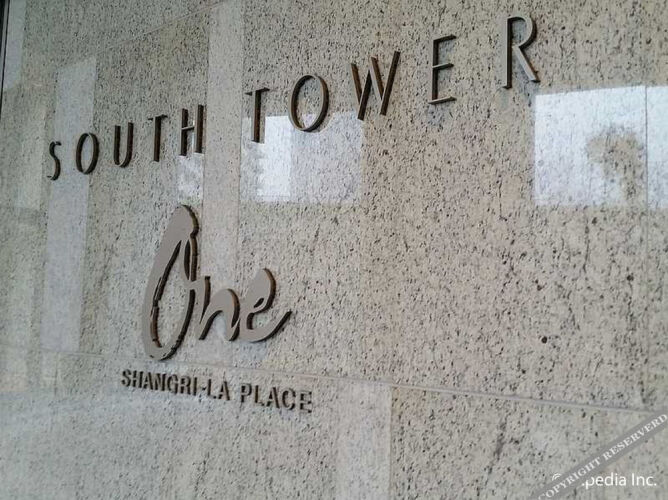 SOUTH TOWER
One
SHANGRI-LA PLACE
pedia Inc.
COPYRIGHT RESERVED